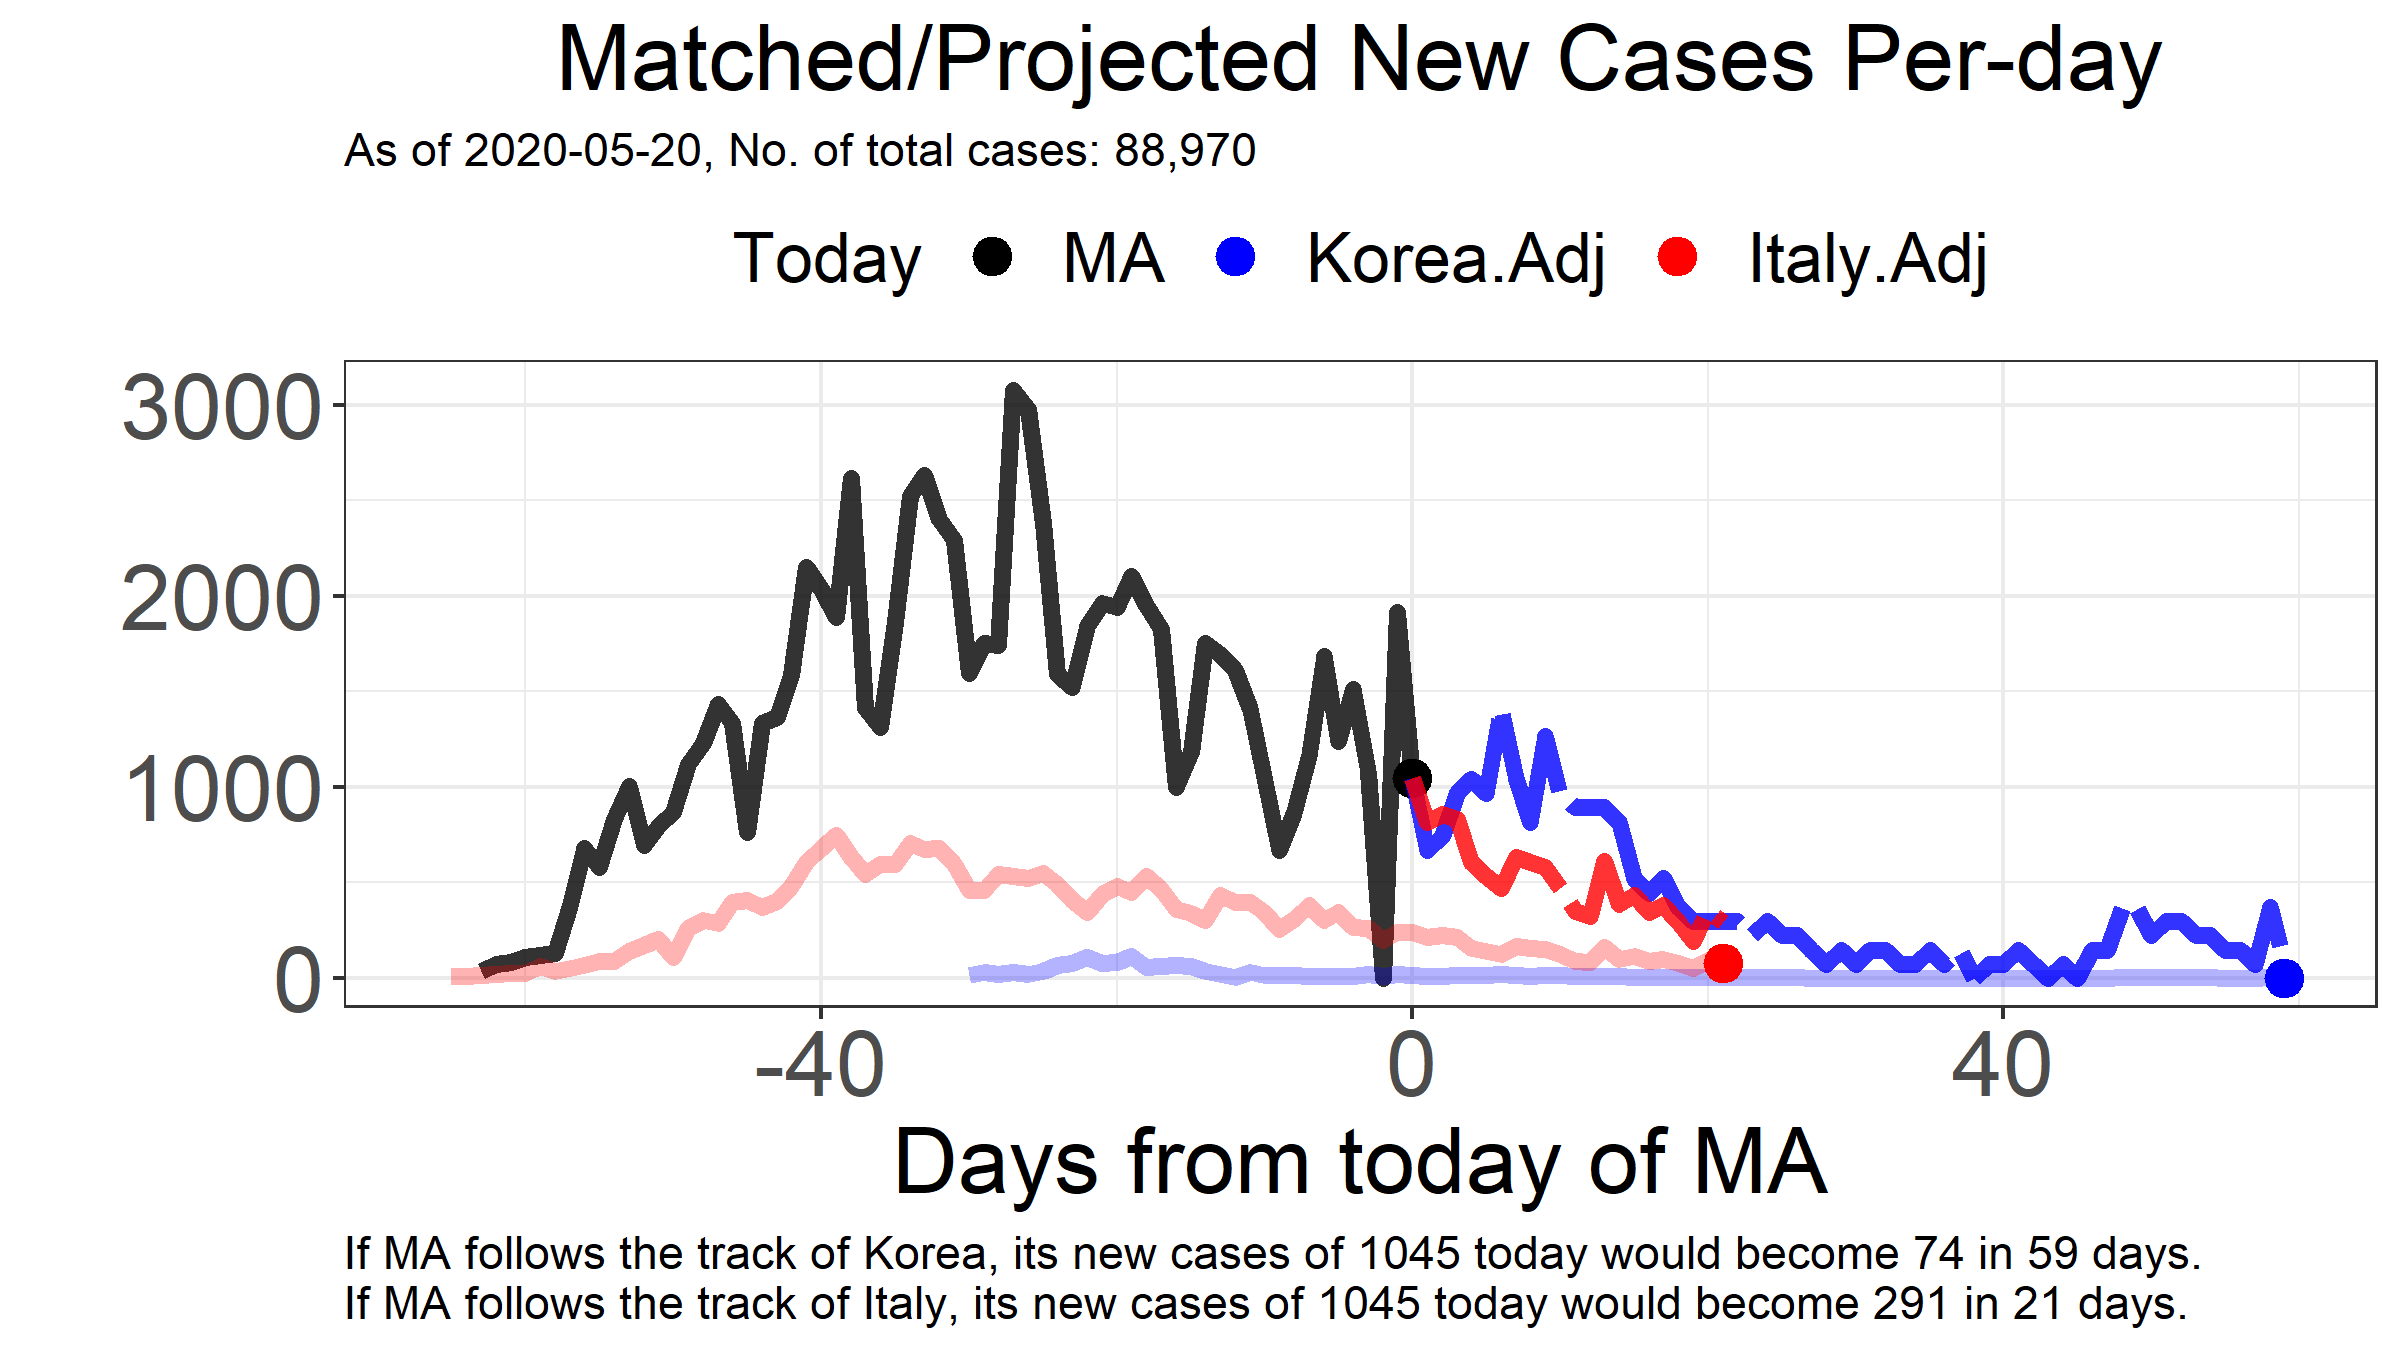 Matched/Projected New Cases Per-day
As of 2020-05-20, No. of total cases: 88,970
Today MA Korea.Adj Italy.Adj
3000
2000
1000
0
-40 0 40
Days from today of MA
If MA follows the track of Korea, its new cases of 1045 today would become 74 in 59 days.
If MA follows the track of Italy, its new cases of 1045 today would become 291 in 21 days.